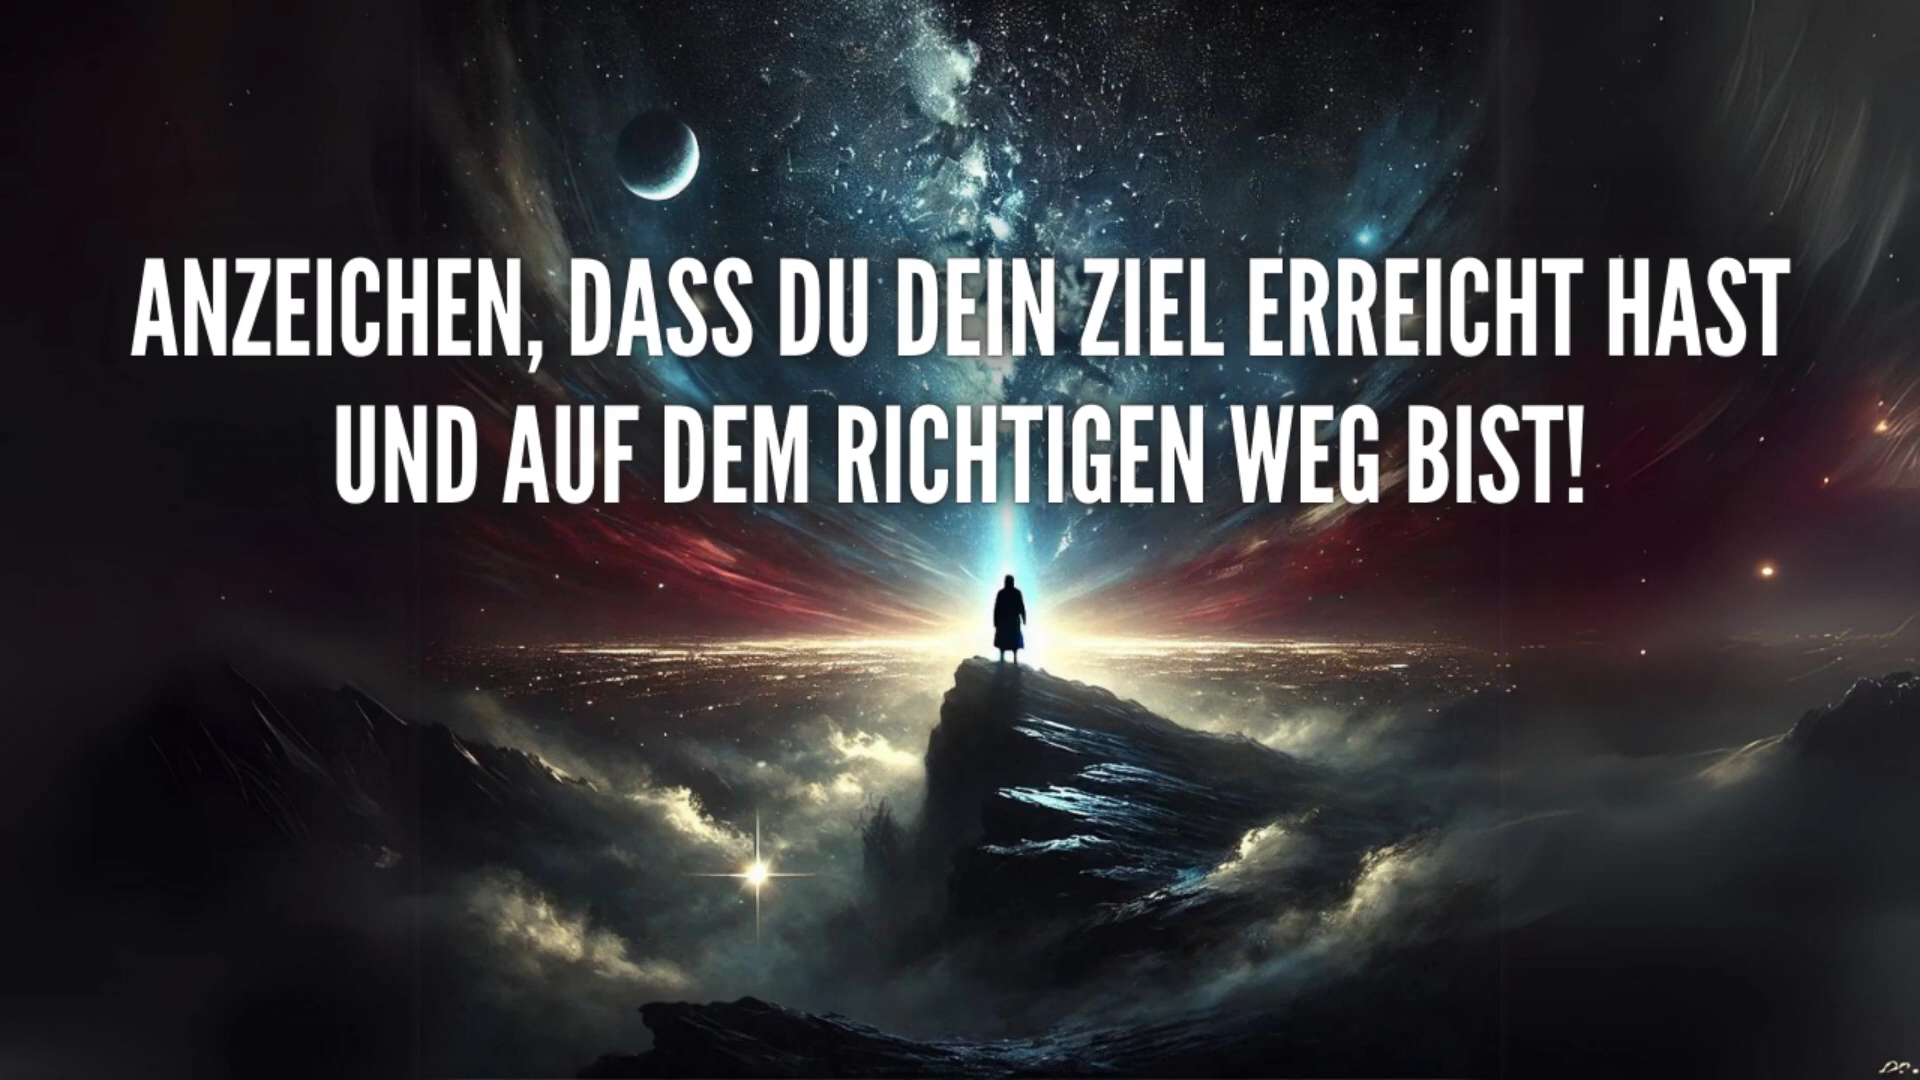 ANZEICHEN, DASS DU DEIN ZIEL ERREICHT HAST
UND AUF DEM RICHTIGEN WEG BIST!